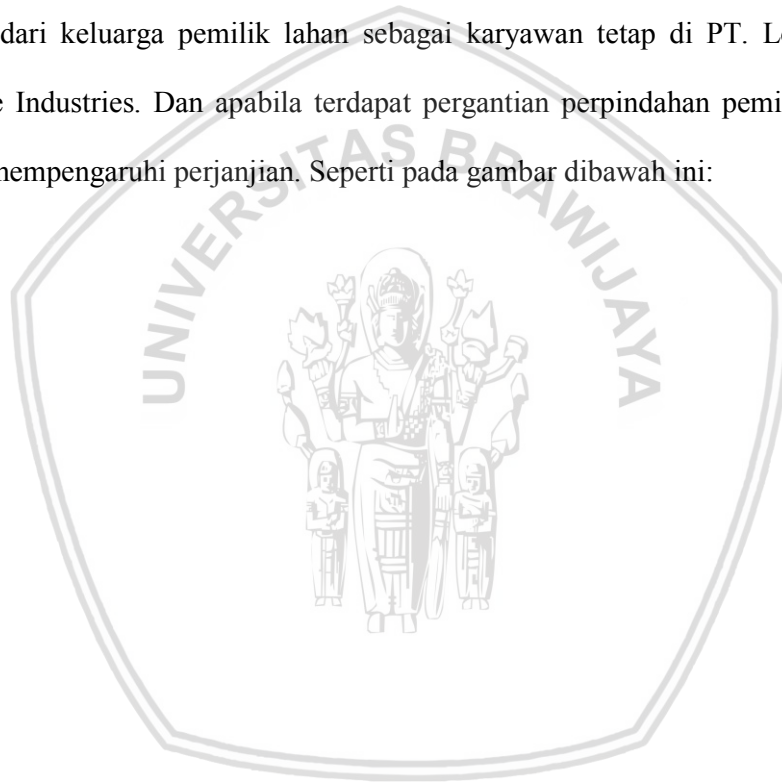 dari keluarga pemilik lahan sebagai karyawan tetap di PT.
Industries. Dan apabila terdapat pergantian perpindahan
mempengaruhi perjanjian. Seperti pada gambar dibawah ini:
UNIVERSITAS BRAWIJAYA